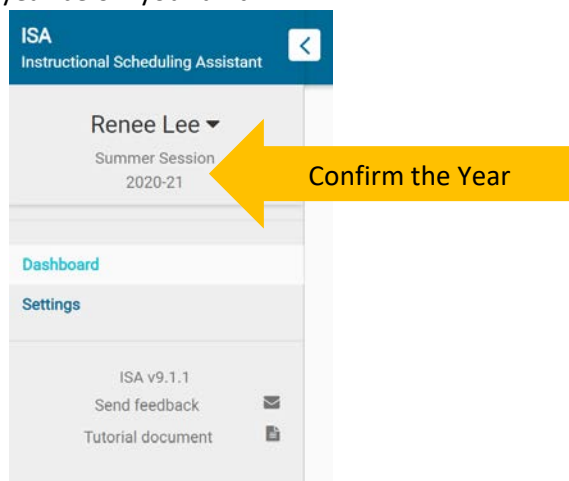 ISA
Instructional Scheduling Assistant
Renee Lee
Summer Session
2020-21
Confirm the Year
Dashboard
Settings
ISA v9.1.1
Send feedback
Tutorial document